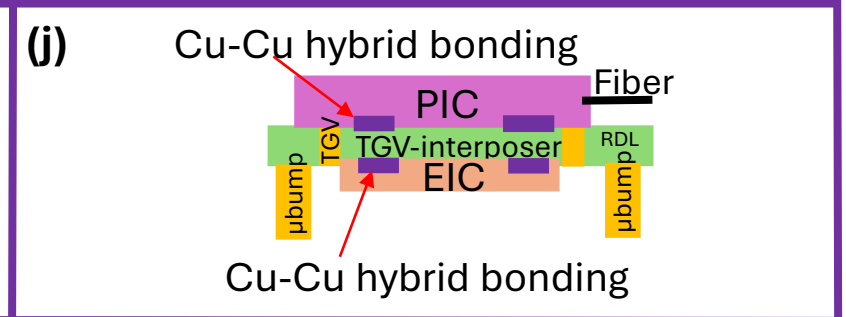 (j)
Cu-Cu hybrid bonding
Fiber
PIC
TGV
TGV-interposer
RDL
EIC
µbump
µbump
Cu-Cu hybrid bonding